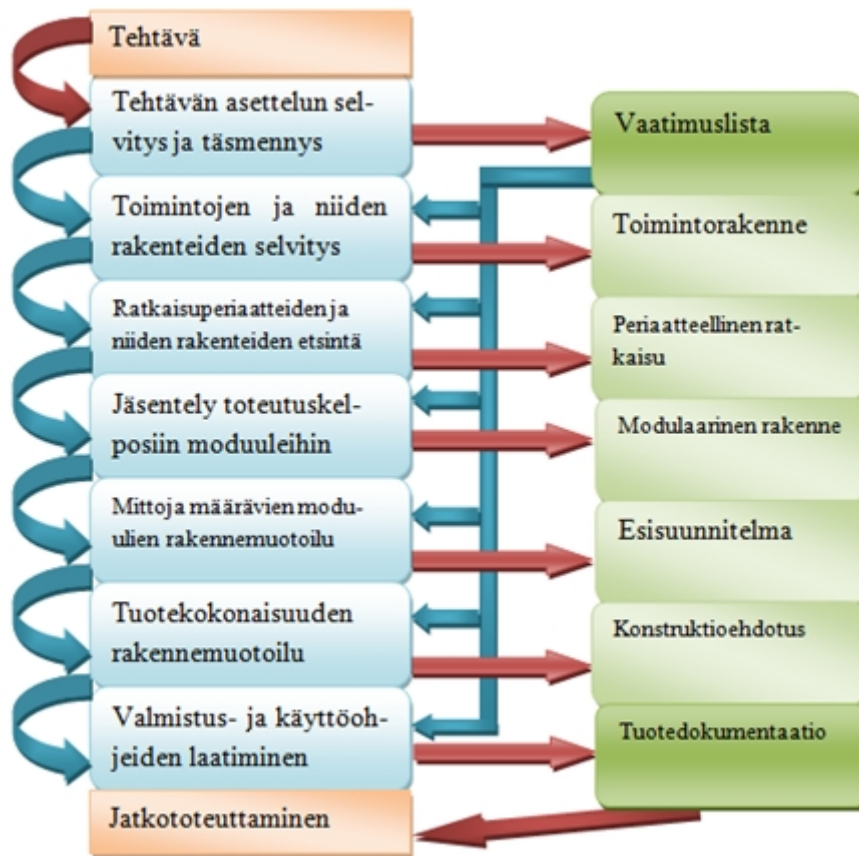 Tehtävä
Tehtävän asettelun sel-
vitys ja täsmennys
Toimintojen ja niiden
rakenteiden selvitys
Ratkaisuperiaatteiden ja
niiden rakenteiden etsintä
Jäsentely toteutuskel-
posiin moduuleihin
Mittoja määrävien modu-
ulien rakennemuotoilu
Tuotekokonaisuuden
rakennemuotoilu
Valmistus- ja käyttöoh-
jeiden laatiminen
Jatkototeuttaminen
Vaatimuslista
Toimintorakenne
Periaatteellinen rat-
kaisu
Modulaarinen rakenne
Esisuunnitelma
Konstruktioehdotus
Tuotedokumentaatio